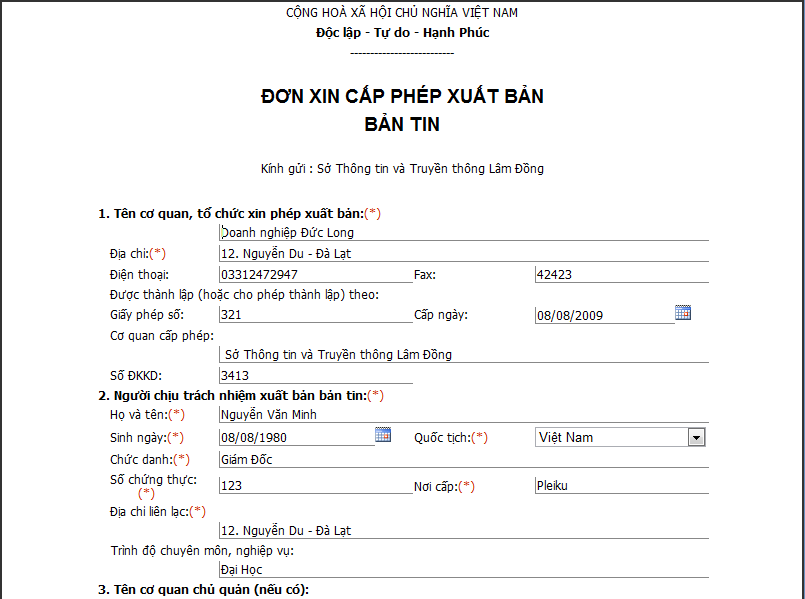 CỘNG HOÀ XÃ HỘI CHỦ NGHĨA VIỆT NAM
Độc lập - Tự do - Hạnh Phúc
--------------------------
ĐƠN XIN CẤP PHÉP XUẤT BẢN
BẢN TIN
Kính gửi : Sở Thông tin và Truyền thông Lâm Đồng
1. Tên cơ quan, tổ chức xin phép xuất bản:(*)
Doanh nghiệp Đức Long
Địa chỉ:(*) 12. Nguyễn Du - Đà Lạt
Điện thoại: 03312472947 Fax: 42423
Được thành lập (hoặc cho phép thành lập) theo:
Giấy phép số: 321 Cấp ngày: 08/08/2009
Cơ quan cấp phép:
Sở Thông tin và Truyền thông Lâm Đồng
Số ĐKKD: 3413
2. Người chịu trách nhiệm xuất bản bản tin:(*)
Họ và tên:(*) Nguyễn Văn Minh
Sinh ngày:(*) 08/08/1980 Quốc tịch:(*) Việt Nam
Chức danh:(*) Giám Đốc
Số chứng thực:
(*) 123 Nơi cấp:(*) Pleiku
Địa chỉ liên lạc:(*)
12. Nguyễn Du - Đà Lạt
Trình độ chuyên môn, nghiệp vụ:
Đại Học
3. Tên cơ quan chủ quản (nếu có):